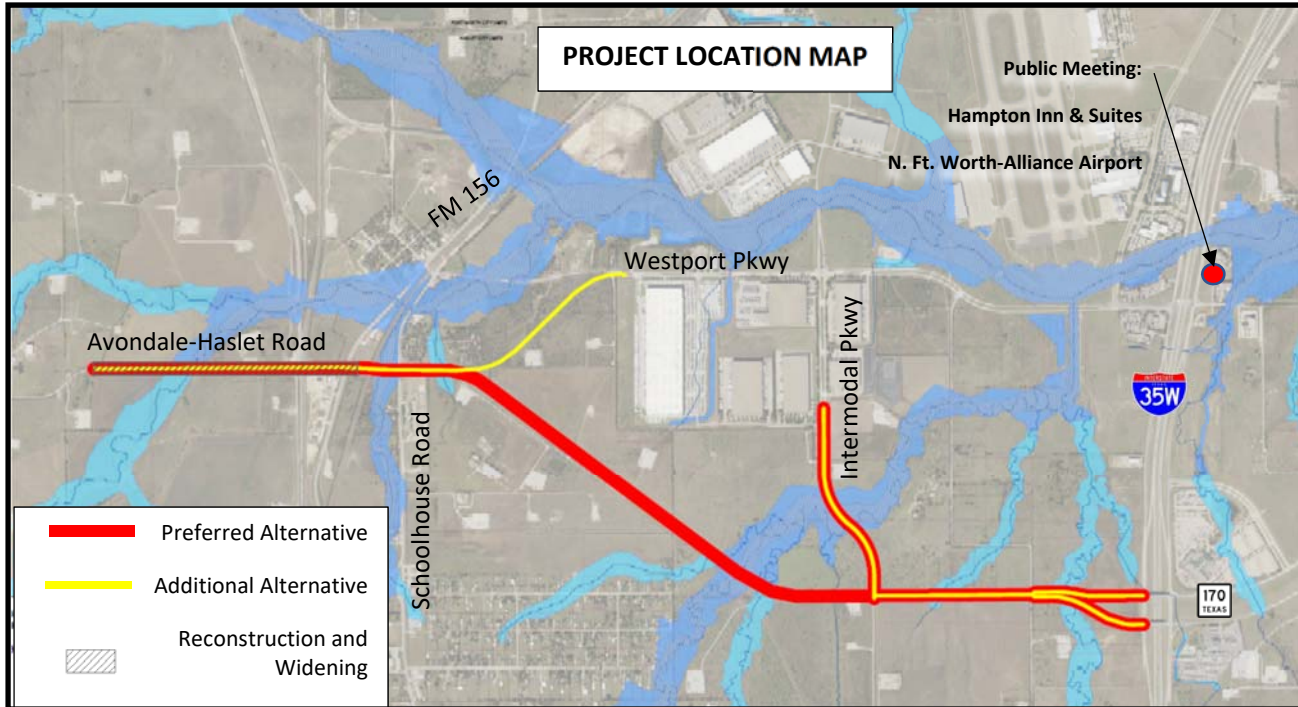 PROJECT LOCATION MAP
Public Meeting:
Hampton Inn & Suites
N. Ft. Worth-Alliance Airport
FM 156
Westport Pkwy
Avondale-Haslet Road
Intermodal Pkwy
Schoolhouse Road
INTERSTATE
35W
170
TEXAS
Preferred Alternative
Additional Alternative
Reconstruction and
Widening